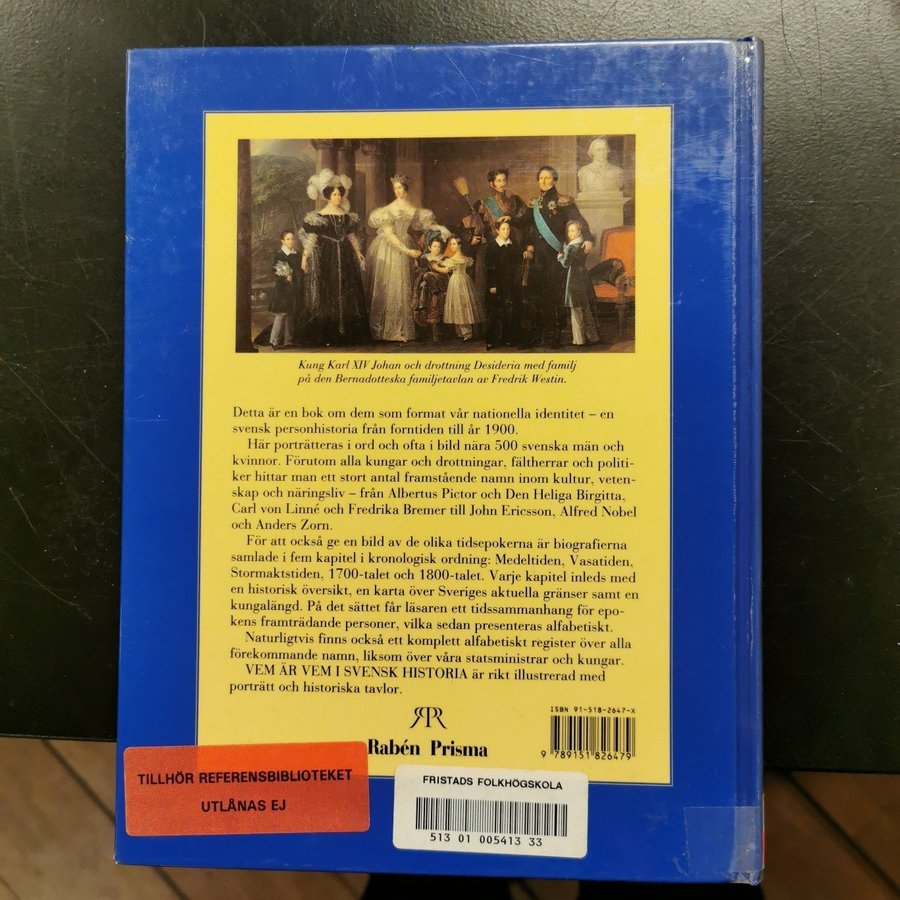 Kung Karl XIV Johan och drottning Desideria med familj
på den Bernadotteska familjetavlan av Fredrik Westin.
Detta är en bok om dem som format vår nationella identitet – en
svensk personhistoria från forntiden till år 1900.
Här porträtteras i ord och ofta i bild nära 500 svenska män och
kvinnor. Förutom alla kungar och drottningar, fältherrar och politi-
ker hittar man ett stort antal framstående namn inom kultur, veten-
skap och näringsliv – från Albertus Pictor och Den Heliga Birgitta,
Carl von Linné och Fredrika Bremer till John Ericsson, Alfred Nobel
och Anders Zorn.
För att också ge en bild av de olika tidsepokerna är biografierna
samlade i fem kapitel i kronologisk ordning: Medeltiden, Vasatiden,
Stormaktstiden, 1700-talet och 1800-talet. Varje kapitel inleds med
en historisk översikt, en karta över Sveriges aktuella gränser samt en
kungalängd. På det sättet får läsaren ett tidssammanhang för epo-
kens framträdande personer, vilka sedan presenteras alfabetiskt.
Naturligtvis finns också ett komplett alfabetiskt register över alla
förekommande namn, liksom över våra statsministrar och kungar.
VEM ÄR VEM I SVENSK HISTORIA är rikt illustrerad med
porträtt och historiska tavlor.
ISBN 91-518-2647-X
RPR
Rabén Prisma
9 789151 826479
TILLHÖR REFERENSBIBLIOTEKET
UTLÅNAS EJ
FRISTADS FOLKHÖGSKOLA
513 01 005413 33